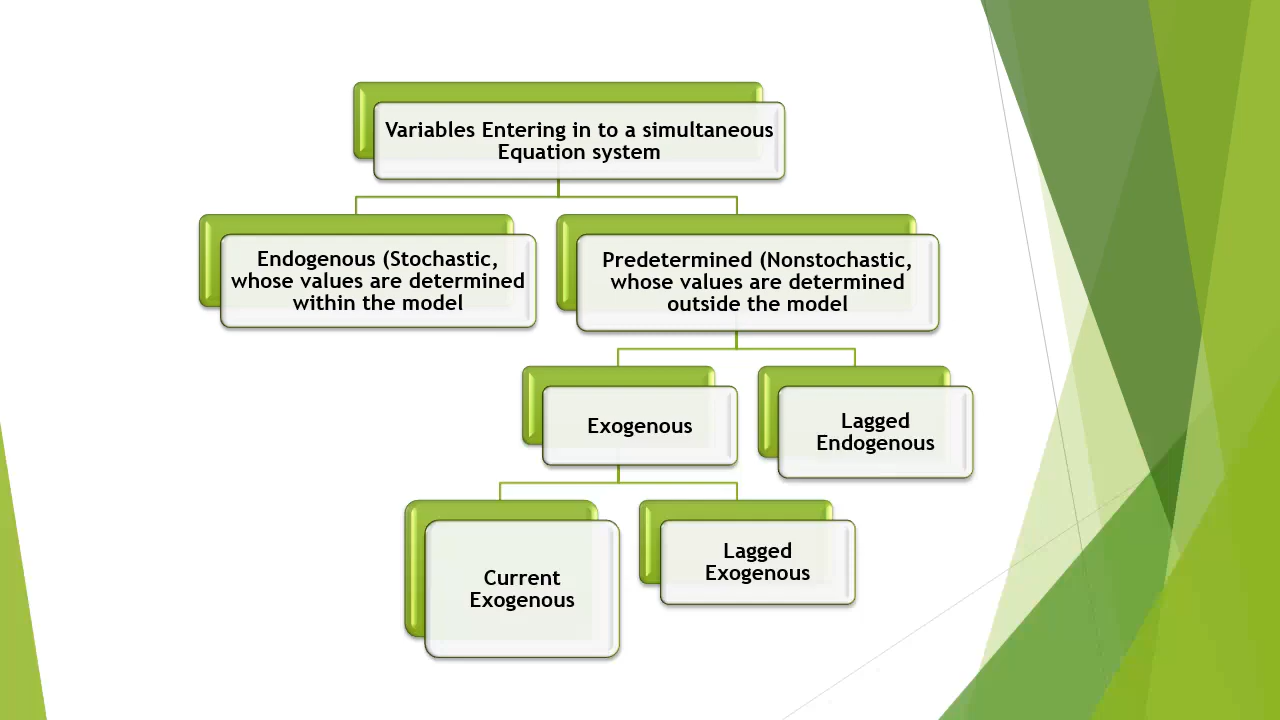 Variables Entering in to a simultaneous
Equation system
Endogenous (Stochastic,
whose values are determined
within the model
Predetermined (Nonstochastic,
whose values are determined
outside the model
Exogenous
Lagged
Endogenous
Current
Exogenous
Lagged
Exogenous